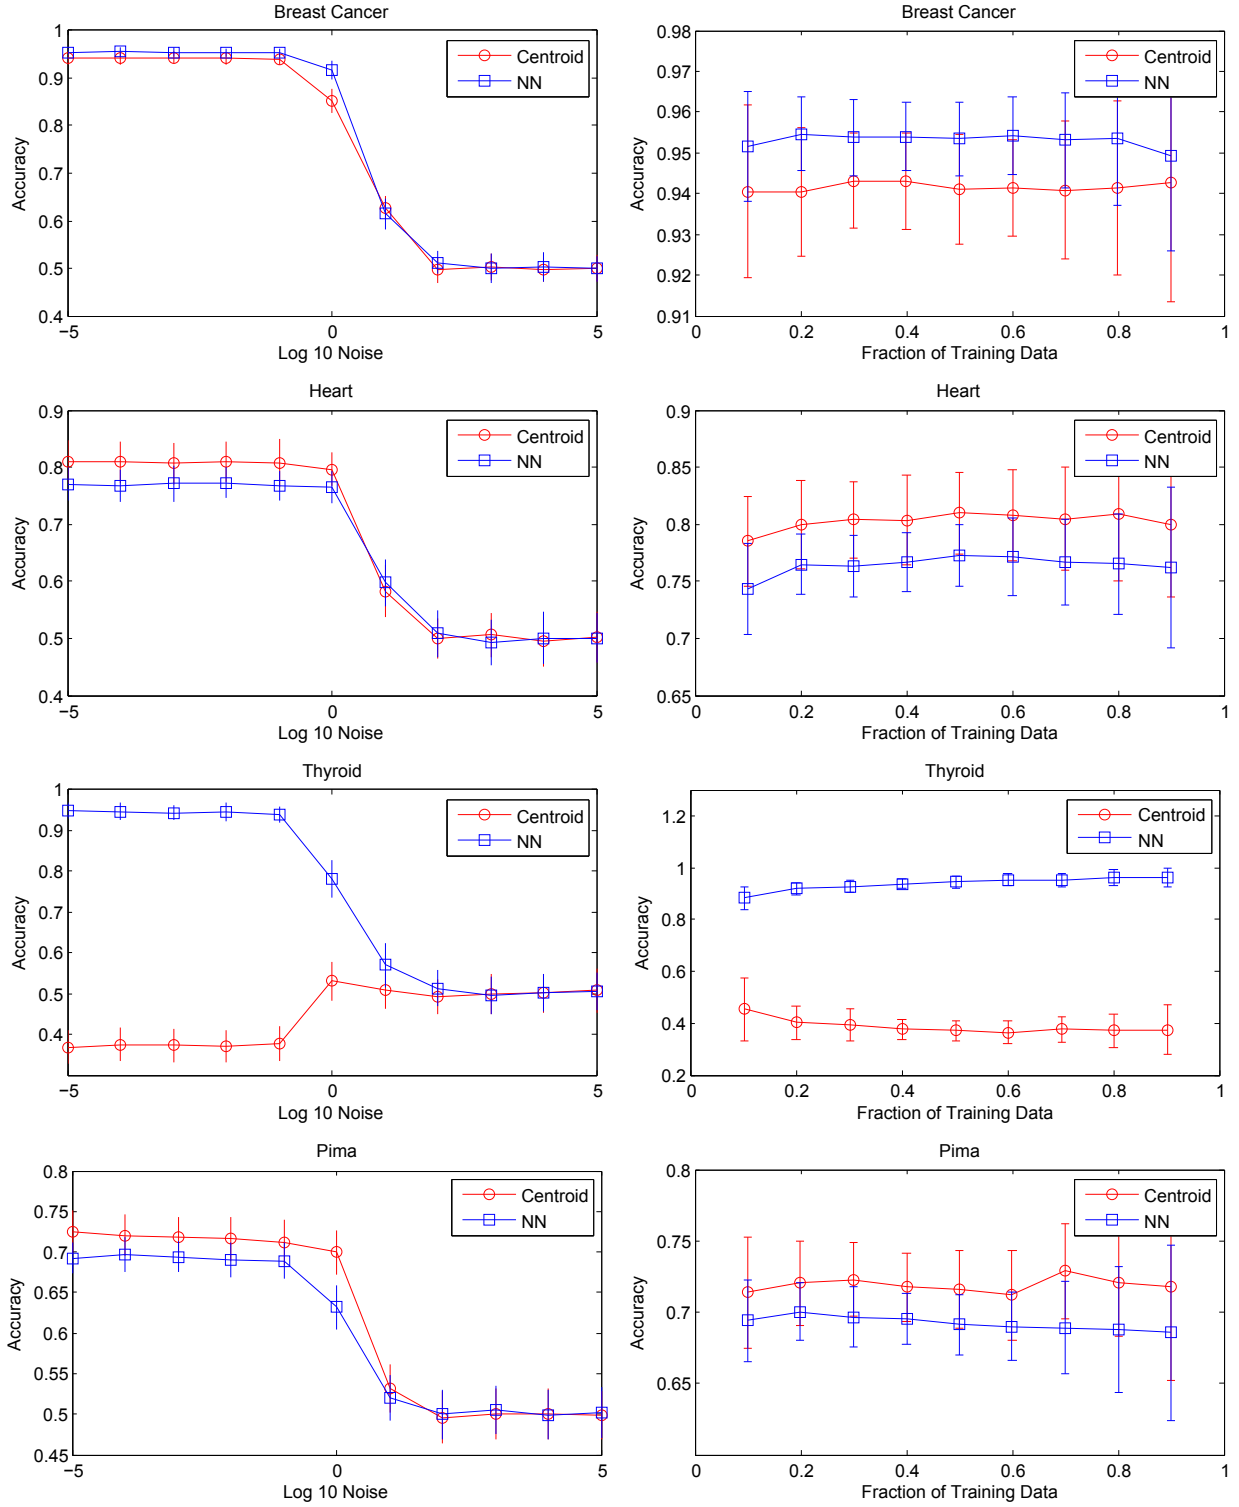 Breast Cancer
1
0.9
0.8
0.7
0.6
0.5
0.4
−5
0
5
Accuracy
Log 10 Noise
Centroid
NN
Breast Cancer
0.98
0.97
0.96
0.95
0.94
0.93
0.92
0.91
0
0.2
0.4
0.6
0.8
1
Accuracy
Fraction of Training Data
Centroid
NN
Heart
0.9
0.8
0.7
0.6
0.5
0.4
−5
0
5
Accuracy
Log 10 Noise
Centroid
NN
Heart
0.9
0.85
0.8
0.75
0.7
0.65
0
0.2
0.4
0.6
0.8
1
Accuracy
Fraction of Training Data
Centroid
NN
Thyroid
1
0.9
0.8
0.7
0.6
0.5
0.4
−5
0
5
Accuracy
Log 10 Noise
Centroid
NN
Thyroid
1.2
1
0.8
0.6
0.4
0.2
0
0.2
0.4
0.6
0.8
1
Accuracy
Fraction of Training Data
Centroid
NN
Pima
0.8
0.75
0.7
0.65
0.6
0.55
0.5
0.45
−5
0
5
Accuracy
Log 10 Noise
Centroid
NN
Pima
0.8
0.75
0.7
0.65
0
0.2
0.4
0.6
0.8
1
Accuracy
Fraction of Training Data
Centroid
NN